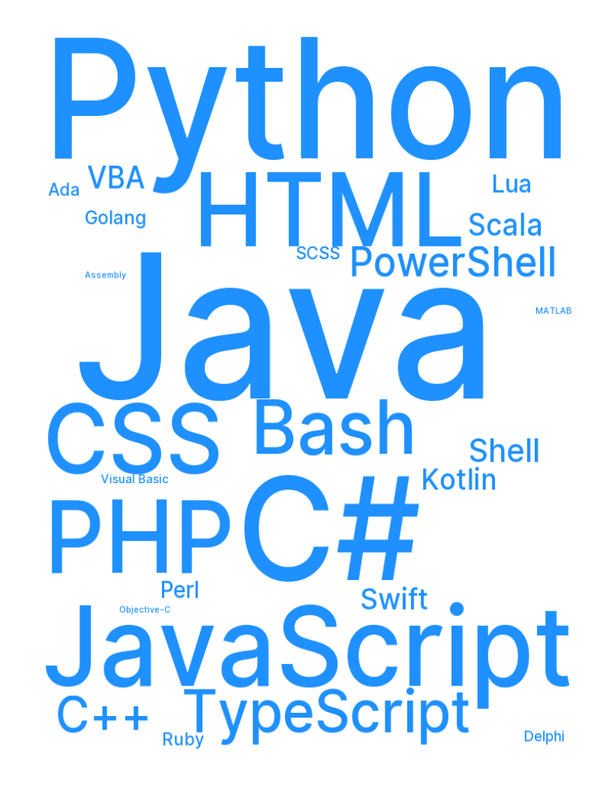 Python
Ada VBA HTML Lua
Golang Scala
SCSS PowerShell
Assembly Java MATLAB
CSS Bash Shell
Visual Basic Kotlin
PHP C#
Perl Swift
Objective-C
JavaScript
C++ TypeScript
Ruby Delphi